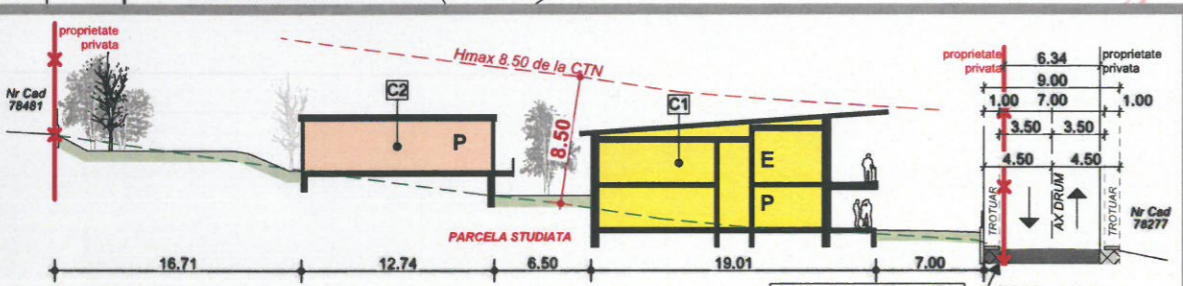 proprietate
privata
Nr Cad
78481
Hmax 8.50 de la CTN
C2
P
8.50
C1
E
P
PARCELA STUDIATA
proprietate
privata
6.34
proprietate
privata
9.00
1.00 7.00 1.00
3.50 3.50
4.50 4.50
TROTUAR
AX DRUM
TROTUAR
Nr Cad
78277
16.71 12.74 6.50 19.01 7.00